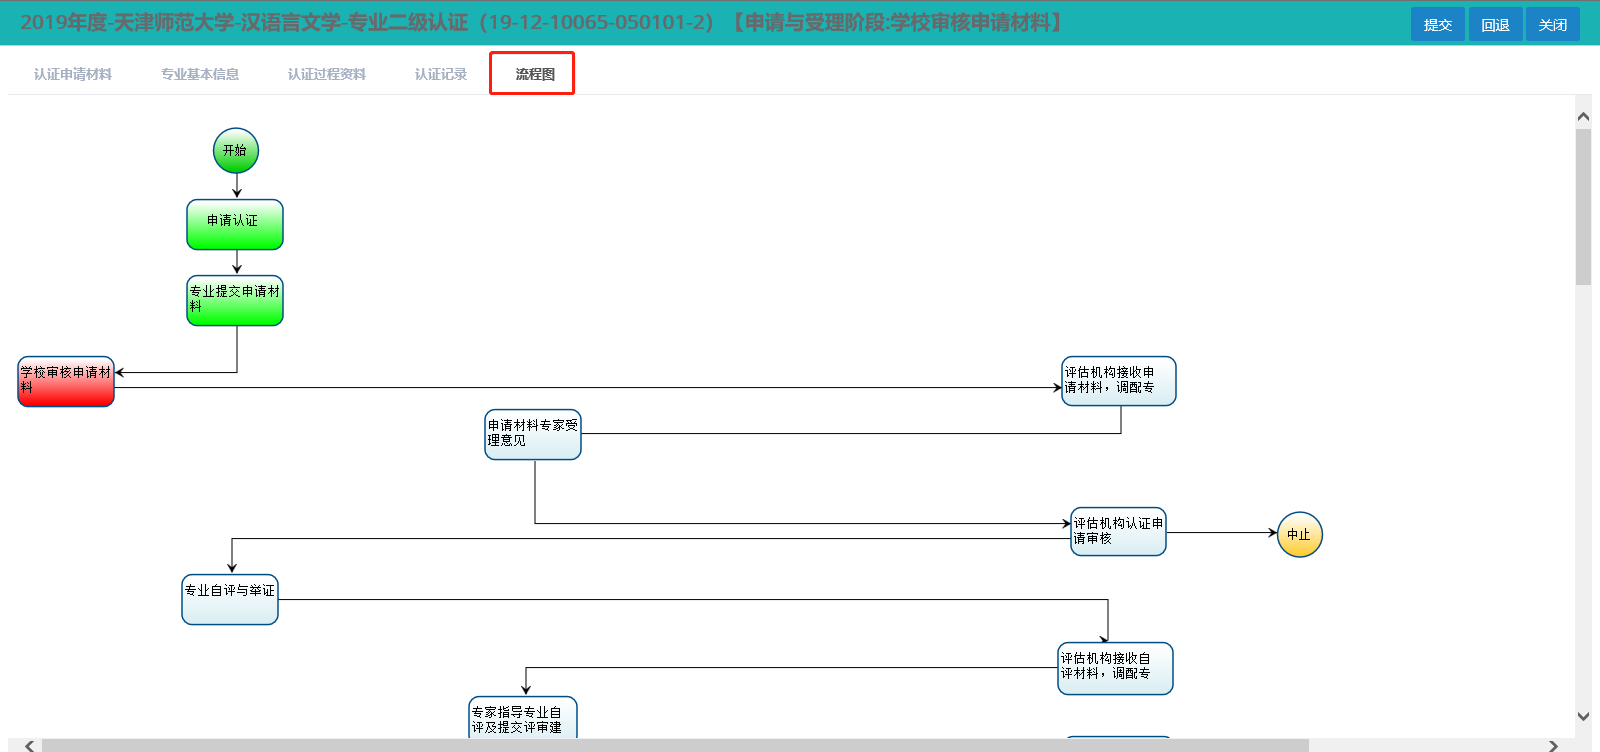 2019年度-天津师范大学-汉语言文学-专业二级认证（19-12-10065-050101-2）【申请与受理阶段:学校审核申请材料】
提交 回退 关闭
认证申请材料 专业基本信息 认证过程资料 认证记录 流程图
开始
申请认证
专业提交申请材
料
学校审核申请材
料
评估机构接收申
请材料，调配专
申请材料专家受
理意见
评估机构认证申
请审核
中止
专业自评与举证
评估机构接收自
评材料，调配专
专家指导专业自
评及提交评审建